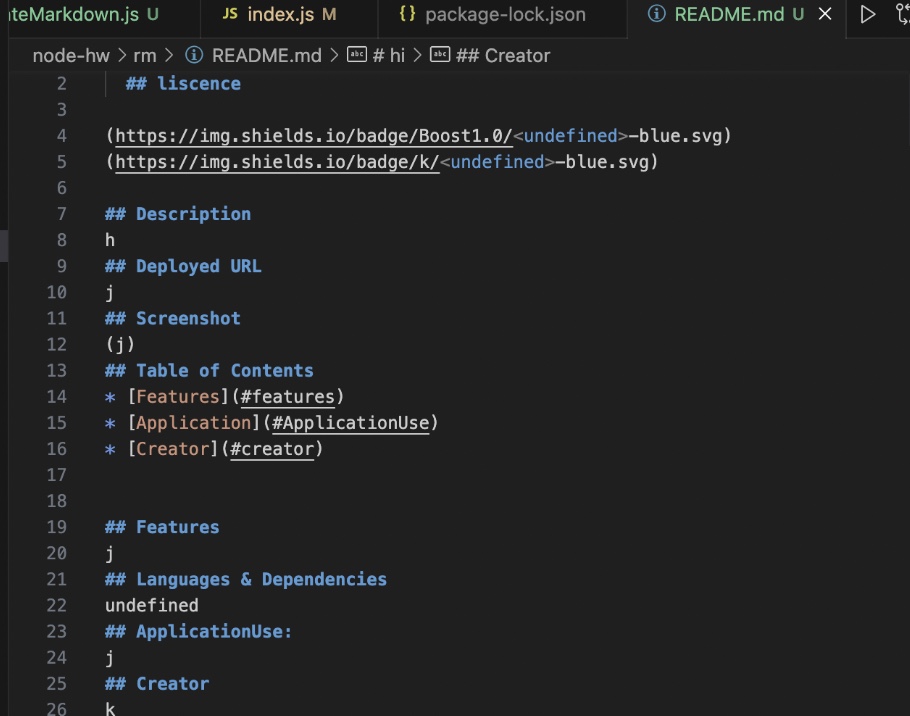 iteMarkdown.js U JS index.js M {} package-lock.json README.md U
node-hw > rm > README.md > abc # hi > abc ## Creator
2 ## liscence
3
4 (https://img.shields.io/badge/Boost1.0/<undefined>-blue.svg)
5 (https://img.shields.io/badge/k/<undefined>-blue.svg)
6
7 ## Description
8 h
9 ## Deployed URL
10 j
11 ## Screenshot
12 (j)
13 ## Table of Contents
14 * [Features](#features)
15 * [Application](#ApplicationUse)
16 * [Creator](#creator)
17
18
19 ## Features
20 j
21 ## Languages & Dependencies
22 undefined
23 ## ApplicationUse:
24 j
25 ## Creator
26 k